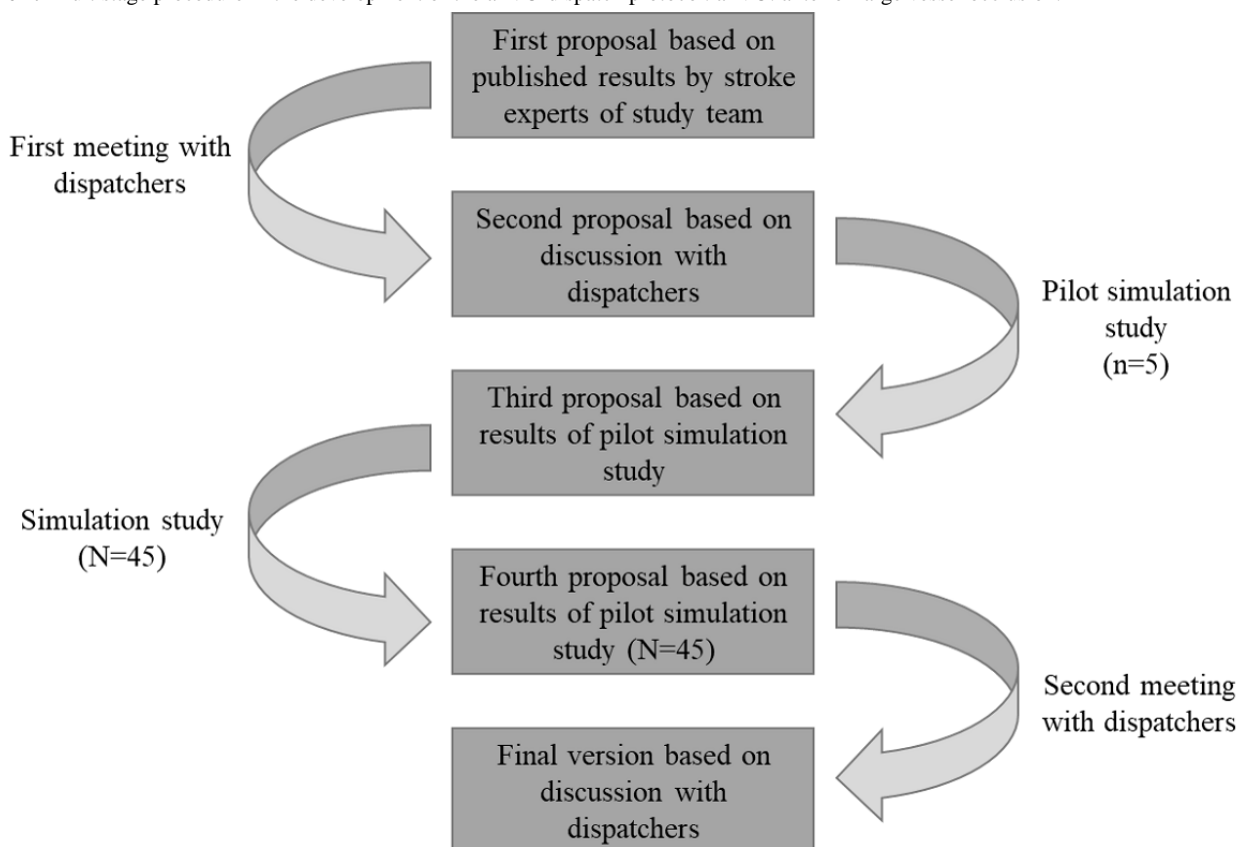 First proposal based on
published results by stroke
experts of study team
First meeting with
dispatchers
Second proposal based on
discussion with
dispatchers
Pilot simulation
study
(n=5)
Third proposal based on
results of pilot simulation
study
Simulation study
(N=45)
Fourth proposal based on
results of pilot simulation
study (N=45)
Second meeting
with dispatchers
Final version based on
discussion with
dispatchers